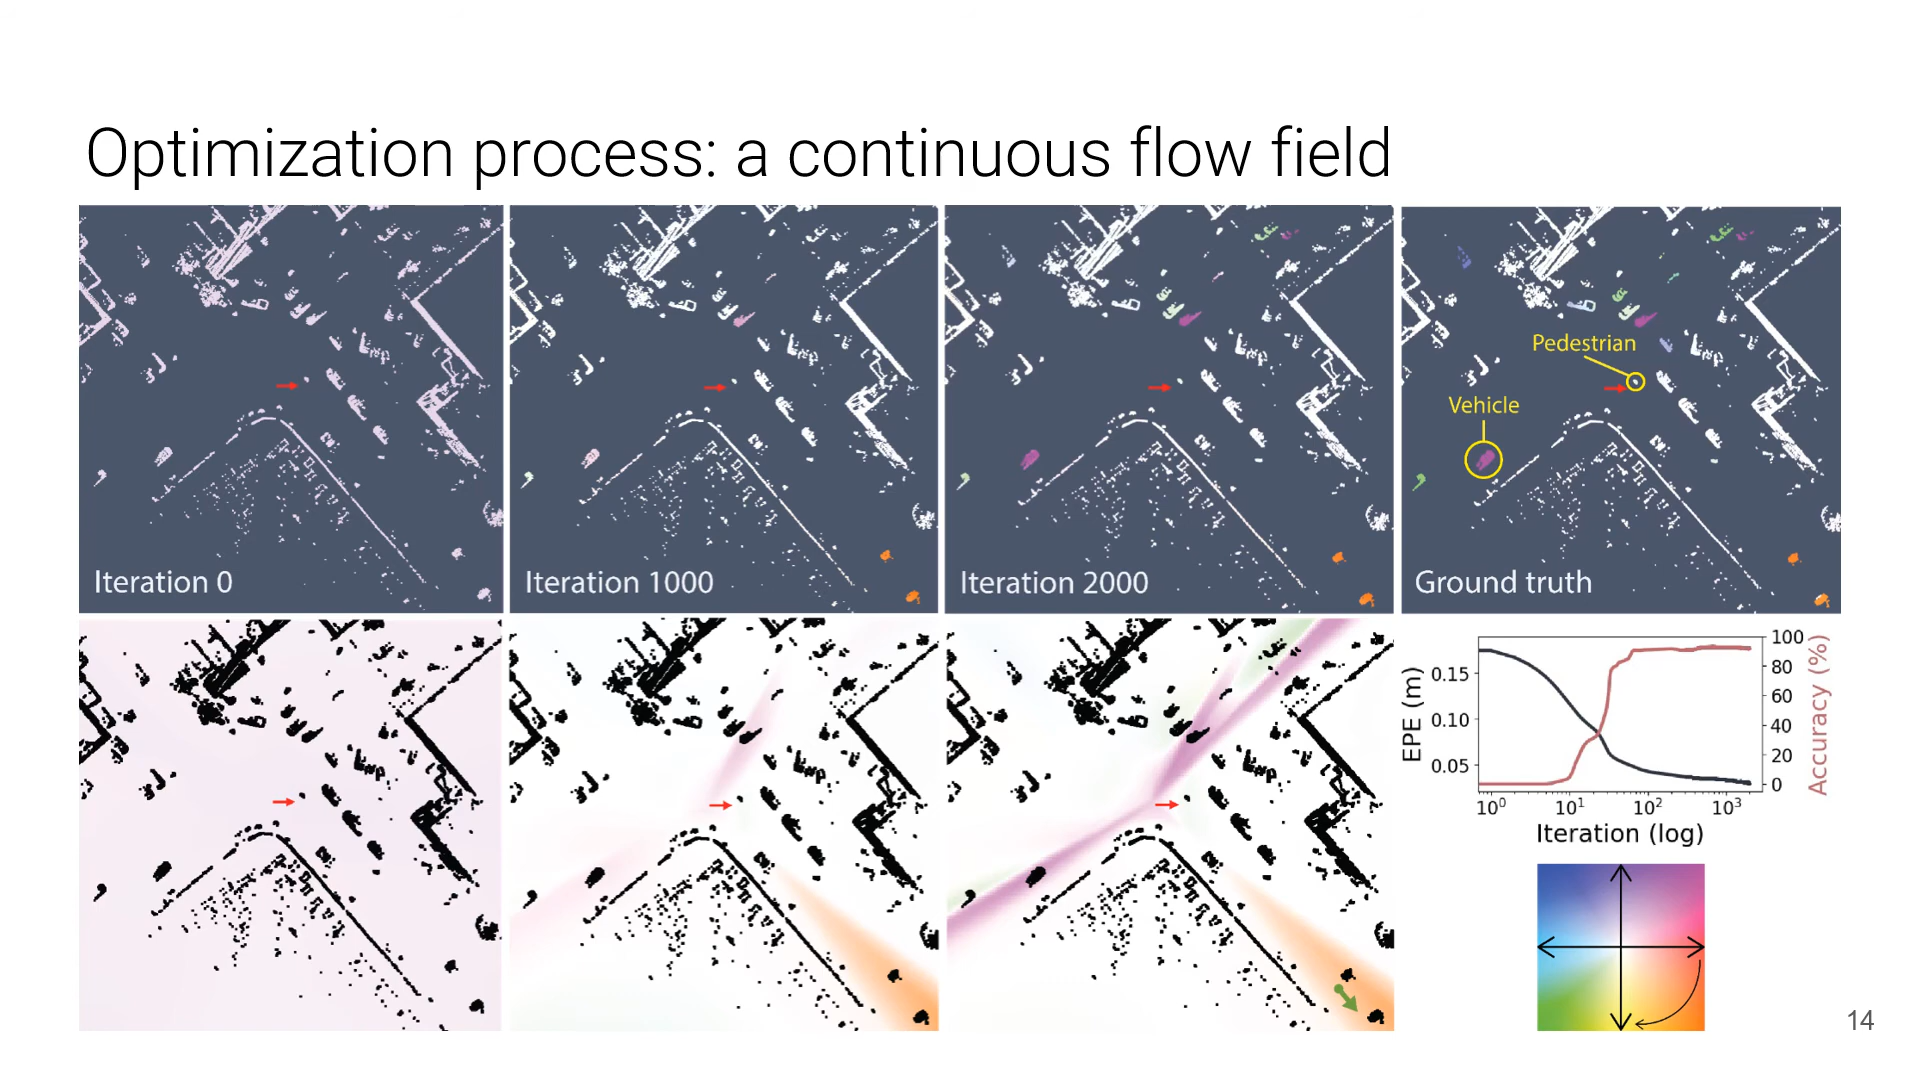 Optimization process: a continuous flow field
Iteration 0
Iteration 1000
Iteration 2000
Pedestrian
Vehicle
Ground truth
EPE (m)
0.15
0.10
0.05
100
80
60
40
20
0
Accuracy (%)
10⁰ 10¹ 10² 10³
Iteration (log)
14